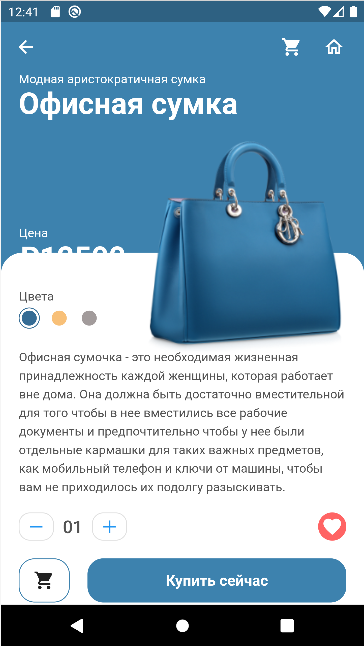 12:41
Модная аристократичная сумка
Офисная сумка
Цена
Цвета
Офисная сумочка - это необходимая жизненная
принадлежность каждой женщины, которая работает
вне дома. Она должна быть достаточно вместительной
для того чтобы в нее вместились все рабочие
документы и предпочтительно чтобы у нее были
отдельные кармашки для таких важных предметов,
как мобильный телефон и ключи от машины, чтобы
вам не приходилось их подолгу разыскивать.
01
Купить сейчас